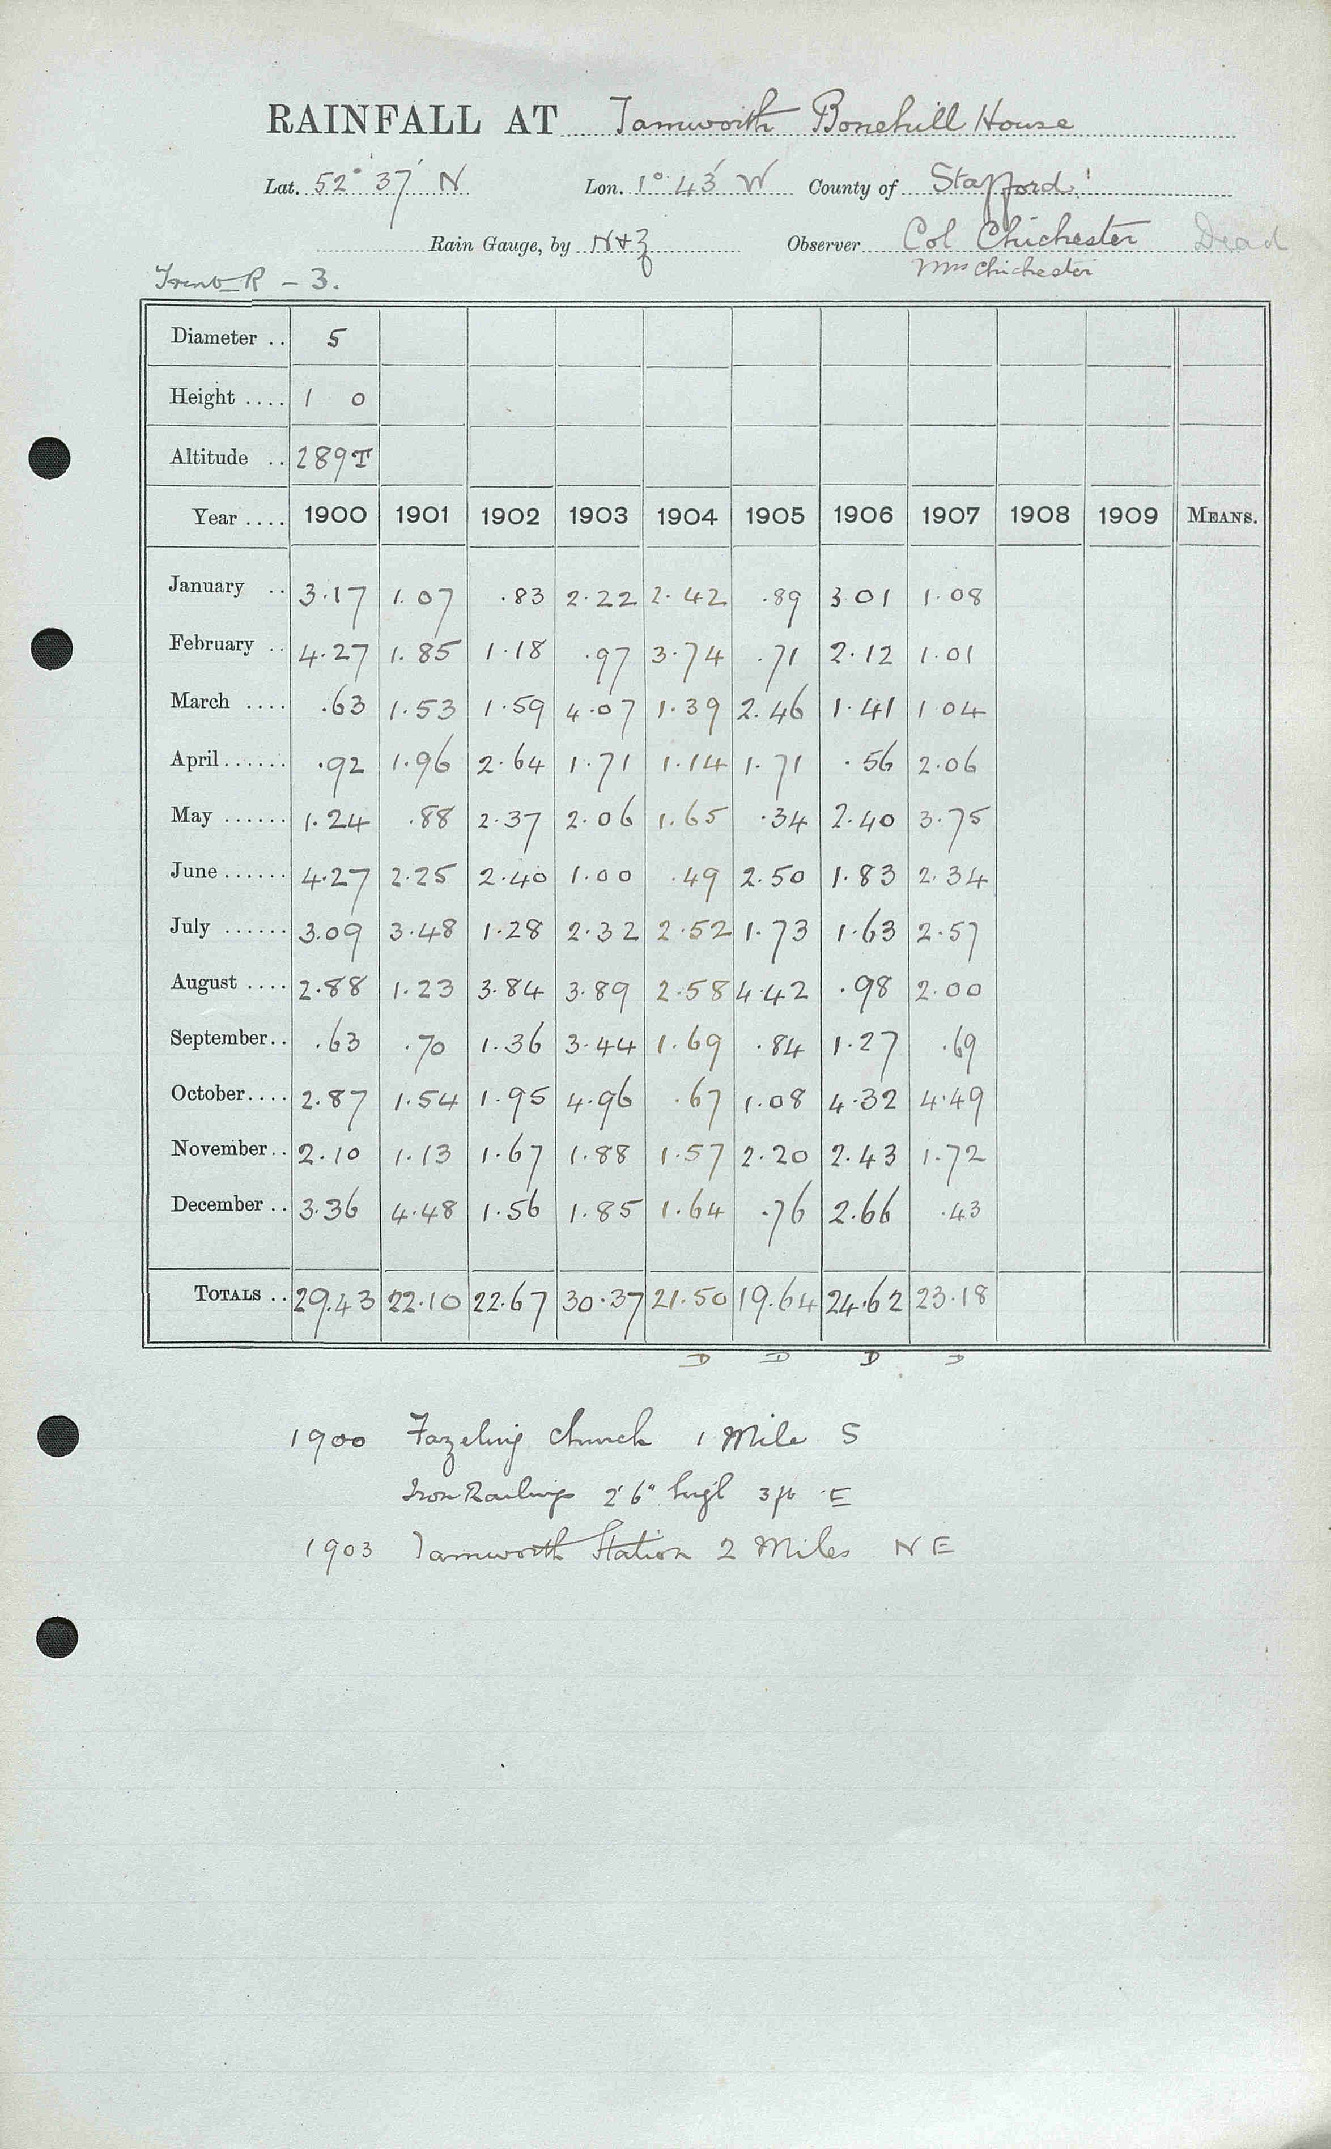 RAINFALL AT Tamworth Bonehill House
Lat. 52° 37' N Lon. 1° 43' W County of Stafford
Rain Gauge, by N&Z Observer Col Chichester Dead
Mrs Chichester
Trent R - 3.
Diameter .. 5
Height .... 1 0
Altitude .. 289T
Year .... 1900 1901 1902 1903 1904 1905 1906 1907 1908 1909 MEANS.
January .. 3.17 1.07 .83 2.22 2.42 .89 3.01 1.08
February .. 4.27 1.85 1.18 .97 3.74 .71 2.12 1.01
March .... .63 1.53 1.59 4.07 1.39 2.46 1.41 1.04
April ...... .92 1.96 2.64 1.71 1.14 1.71 .56 2.06
May ...... 1.24 .88 2.37 2.06 1.65 .34 2.40 3.75
June ...... 4.27 2.25 2.40 1.00 .49 2.50 1.83 2.34
July ...... 3.09 3.48 1.28 2.32 2.52 1.73 1.63 2.57
August .... 2.88 1.23 3.84 3.89 2.58 4.42 .98 2.00
September .. .63 .70 1.36 3.44 1.69 .84 1.27 .69
October .... 2.87 1.54 1.95 4.96 .67 1.08 4.32 4.49
November .. 2.10 1.13 1.67 1.88 1.57 2.20 2.43 1.72
December .. 3.36 4.48 1.56 1.85 1.64 .76 2.66 .43
TOTALS .. 29.43 22.10 22.67 30.37 21.50 19.64 24.62 23.18
D D D D
1900 Fazeling Church 1 Mile S
Iron Railings 2' 6" high 3 ft E
1903 Tamworth Station 2 Miles N E